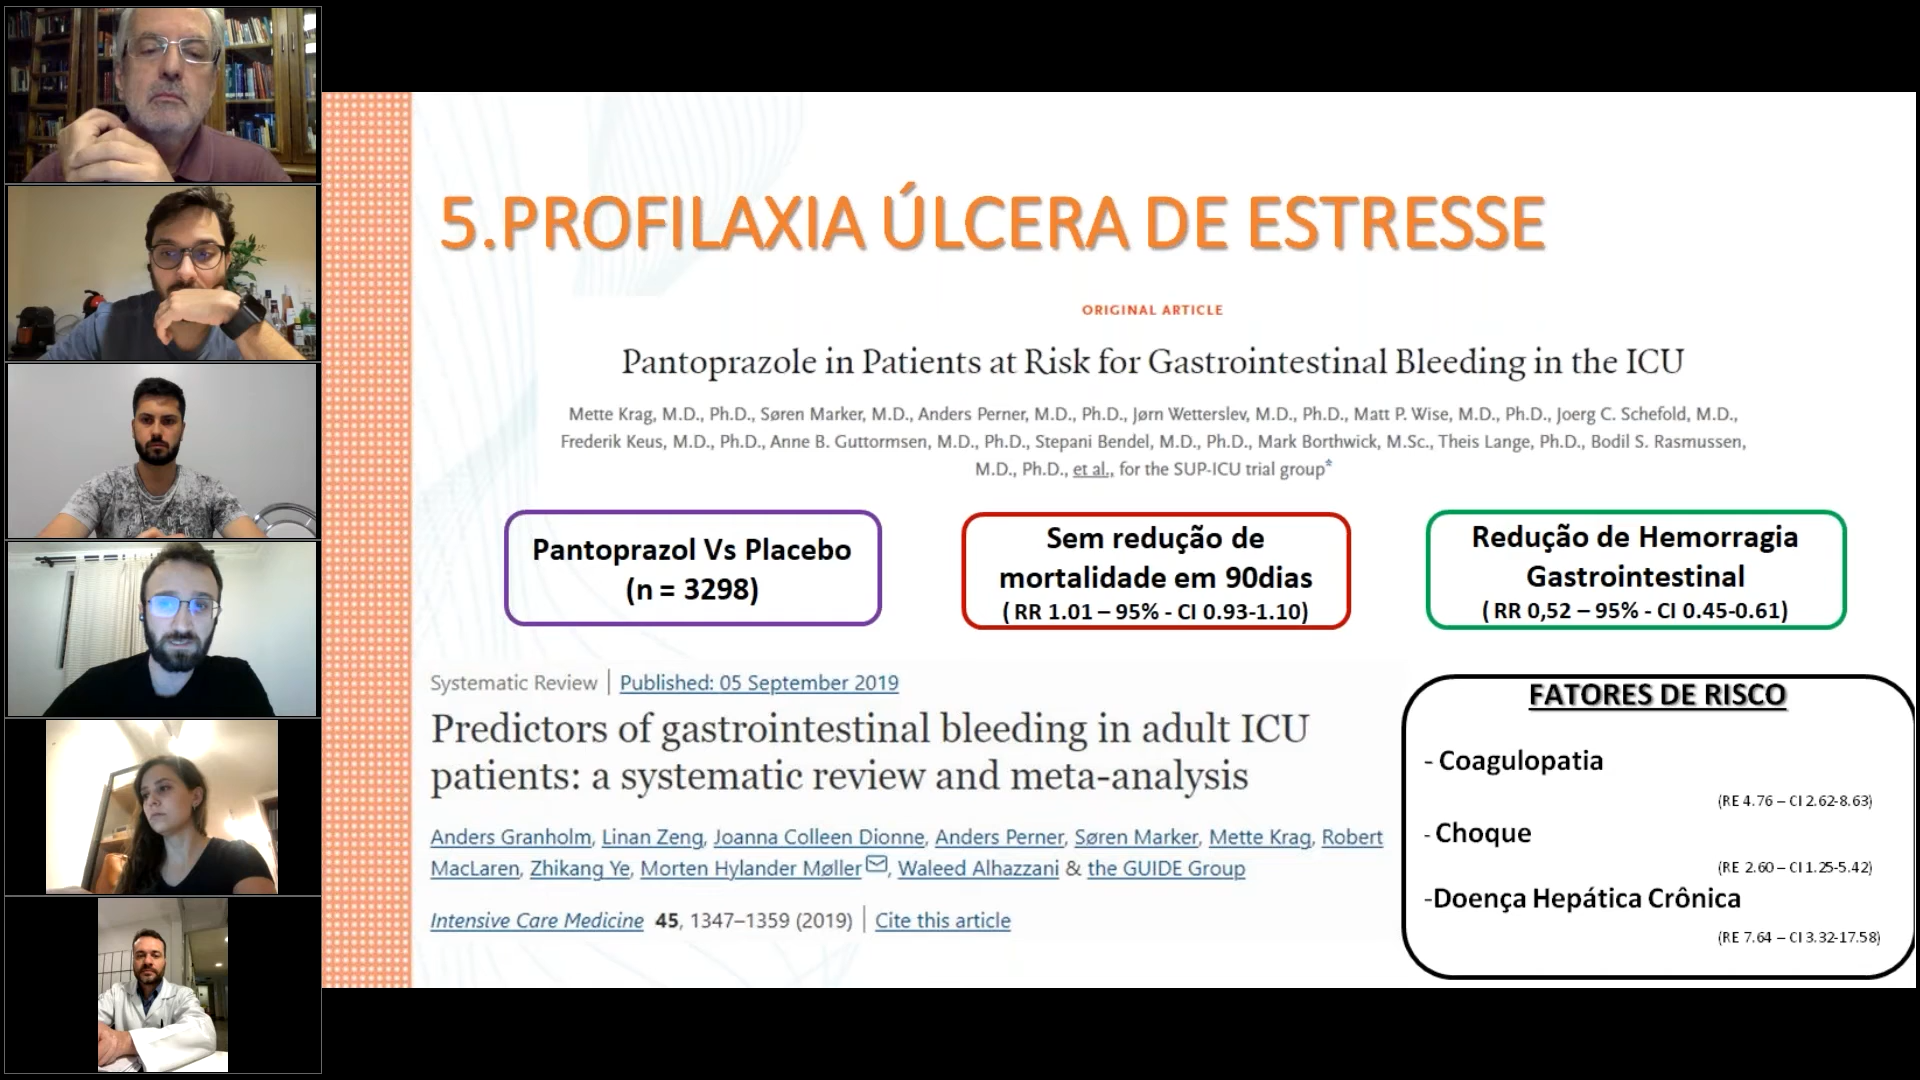 5.PROFILAXIA ÚLCERA DE ESTRESSE
ORIGINAL ARTICLE
Pantoprazole in Patients at Risk for Gastrointestinal Bleeding in the ICU
Mette Krag, M.D., Ph.D., Søren Marker, M.D., Anders Perner, M.D., Ph.D., Jørn Wetterslev, M.D., Ph.D., Matt P. Wise, M.D., Ph.D., Joerg C. Schefold, M.D.,
Frederik Keus, M.D., Ph.D., Anne B. Guttormsen, M.D., Ph.D., Stepani Bendel, M.D., Ph.D., Mark Borthwick, M.Sc., Theis Lange, Ph.D., Bodil S. Rasmussen,
M.D., Ph.D., et al., for the SUP-ICU trial group*
Pantoprazol Vs Placebo
(n = 3298)
Sem redução de
mortalidade em 90dias
( RR 1.01 – 95% - CI 0.93-1.10)
Redução de Hemorragia
Gastrointestinal
( RR 0,52 – 95% - CI 0.45-0.61)
Systematic Review | Published: 05 September 2019
Predictors of gastrointestinal bleeding in adult ICU
patients: a systematic review and meta-analysis
Anders Granholm, Linan Zeng, Joanna Colleen Dionne, Anders Perner, Søren Marker, Mette Krag, Robert
MacLaren, Zhikang Ye, Morten Hylander Møller, Waleed Alhazzani & the GUIDE Group
Intensive Care Medicine 45, 1347–1359 (2019) | Cite this article
FATORES DE RISCO
- Coagulopatia
(RE 4.76 – CI 2.62-8.63)
- Choque
(RE 2.60 – CI 1.25-5.42)
-Doença Hepática Crônica
(RE 7.64 – CI 3.32-17.58)